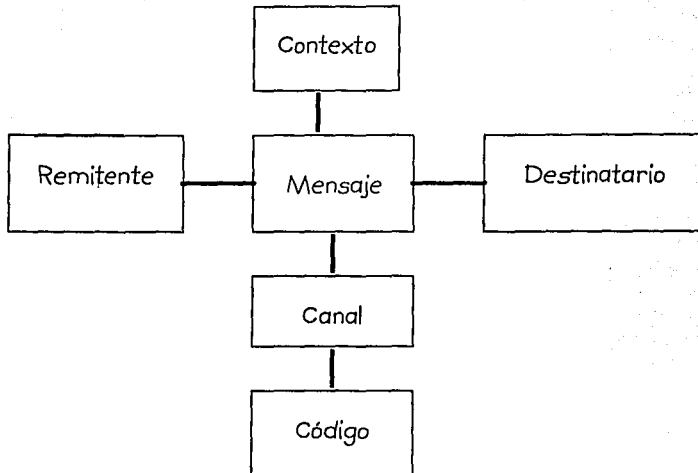 Contexto
Remitente
Mensaje
Destinatario
Canal
Código